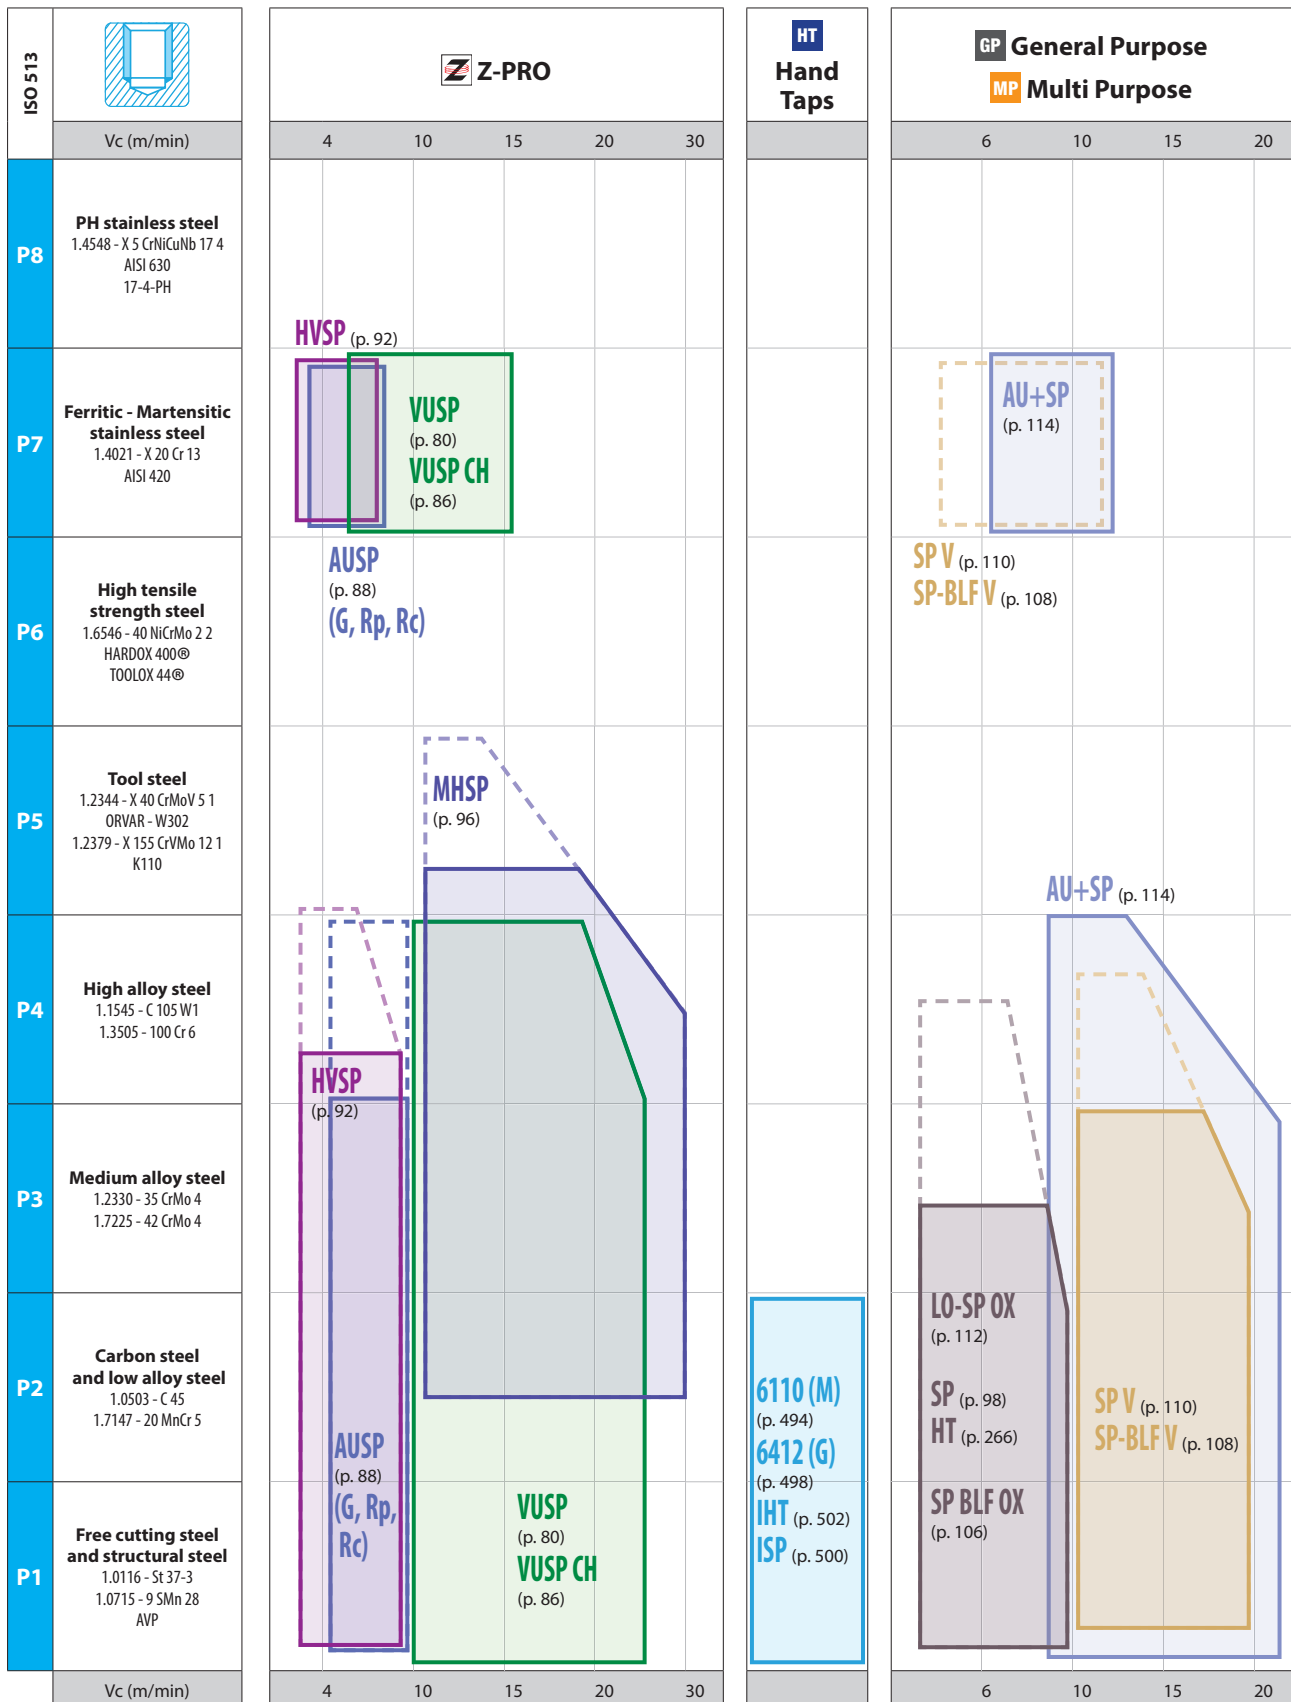 ISO 513
Z-PRO
HT
Hand
Taps
GP General Purpose
MP Multi Purpose
Vc (m/min)
4 10 15 20 30
6 10 15 20
P8
PH stainless steel
1.4548 - X 5 CrNiCuNb 17 4
AISI 630
17-4-PH
HVSP (p. 92)
P7
Ferritic - Martensitic
stainless steel
1.4021 - X 20 Cr 13
AISI 420
VUSP
(p. 80)
VUSP CH
(p. 86)
AU+SP
(p. 114)
P6
High tensile
strength steel
1.6546 - 40 NiCrMo 2 2
HARDOX 400®
TOOLOX 44®
AUSP
(p. 88)
(G, Rp, Rc)
SP V (p. 110)
SP-BLF V (p. 108)
P5
Tool steel
1.2344 - X 40 CrMoV 5 1
ORVAR - W302
1.2379 - X 155 CrVMo 12 1
K110
MHSP
(p. 96)
AU+SP (p. 114)
P4
High alloy steel
1.1545 - C 105 W1
1.3505 - 100 Cr 6
HVSP
(p. 92)
P3
Medium alloy steel
1.2330 - 35 CrMo 4
1.7225 - 42 CrMo 4
P2
Carbon steel
and low alloy steel
1.0503 - C 45
1.7147 - 20 MnCr 5
AUSP
(p. 88)
(G, Rp,
Rc)
6110 (M)
(p. 494)
6412 (G)
(p. 498)
IHT (p. 502)
ISP (p. 500)
LO-SP OX
(p. 112)
SP (p. 98)
HT (p. 266)
SP BLF OX
(p. 106)
SP V (p. 110)
SP-BLF V (p. 108)
P1
Free cutting steel
and structural steel
1.0116 - St 37-3
1.0715 - 9 SMn 28
AVP
VUSP
(p. 80)
VUSP CH
(p. 86)
Vc (m/min)
4 10 15 20 30
6 10 15 20